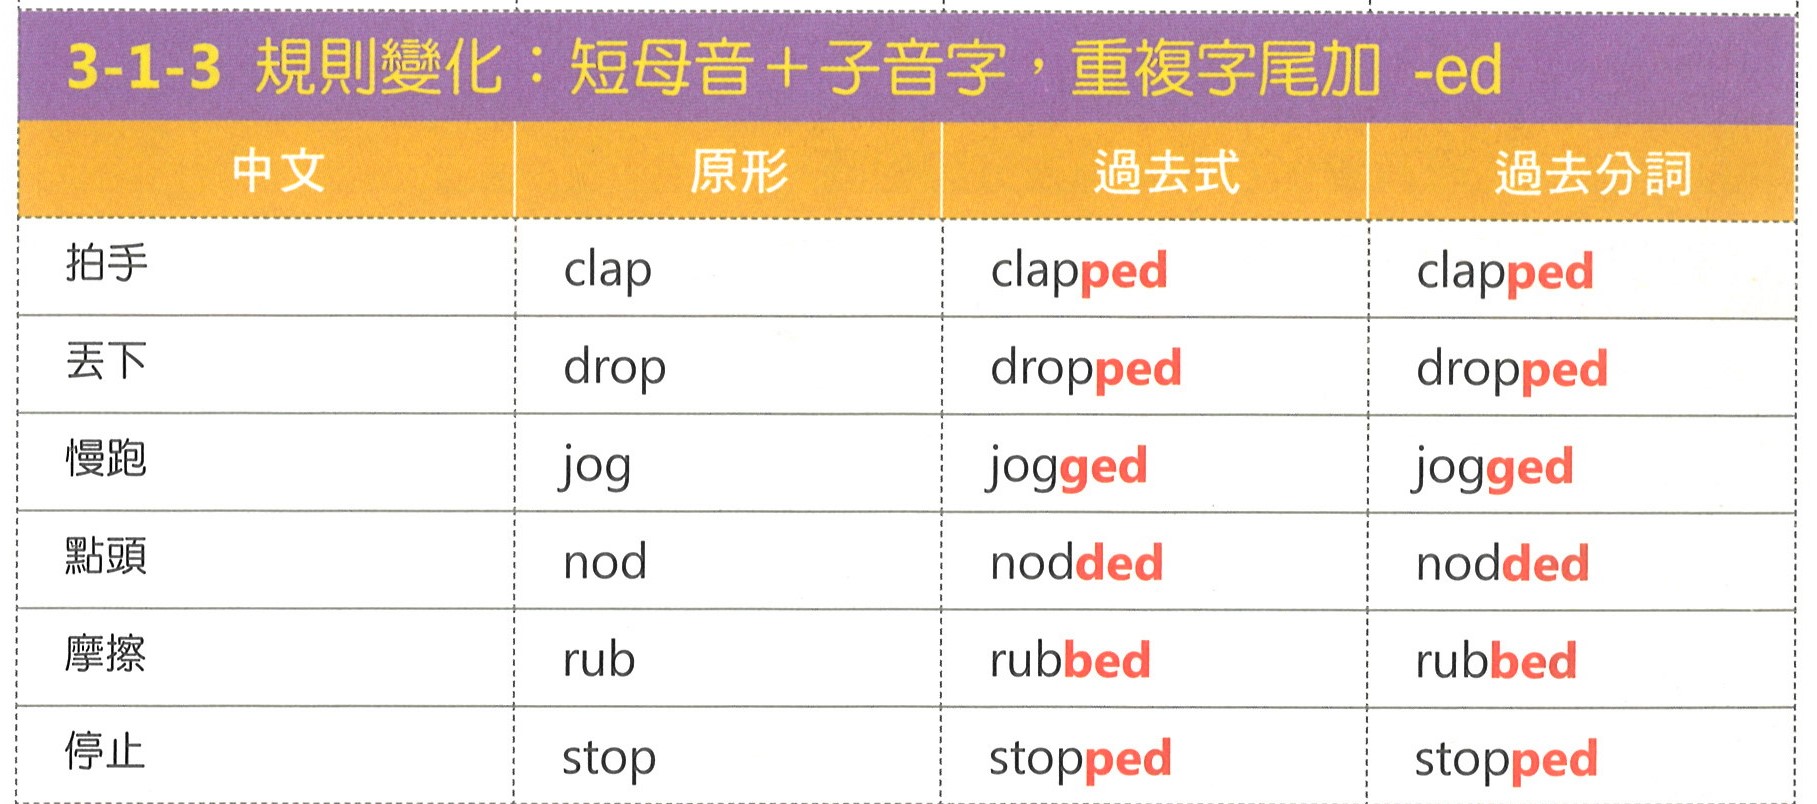 3-1-3 規則變化：短母音＋子音字，重複字尾加 -ed
中文 原形 過去式 過去分詞
拍手 clap clapped clapped
丟下 drop dropped dropped
慢跑 jog jogged jogged
點頭 nod nodded nodded
摩擦 rub rubbed rubbed
停止 stop stopped stopped